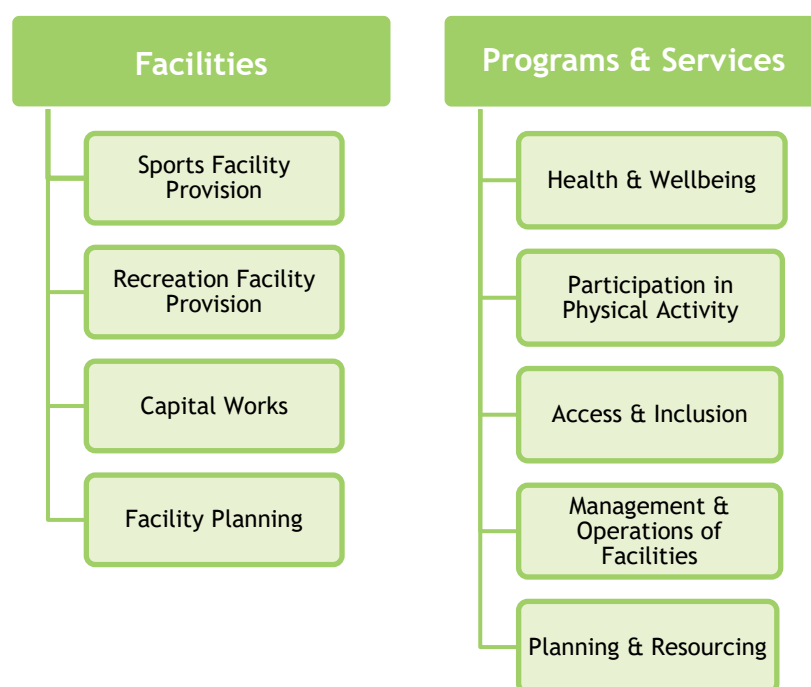 Facilities
Sports Facility
Provision
Recreation Facility
Provision
Capital Works
Facility Planning
Programs & Services
Health & Wellbeing
Participation in
Physical Activity
Access & Inclusion
Management &
Operations of
Facilities
Planning & Resourcing